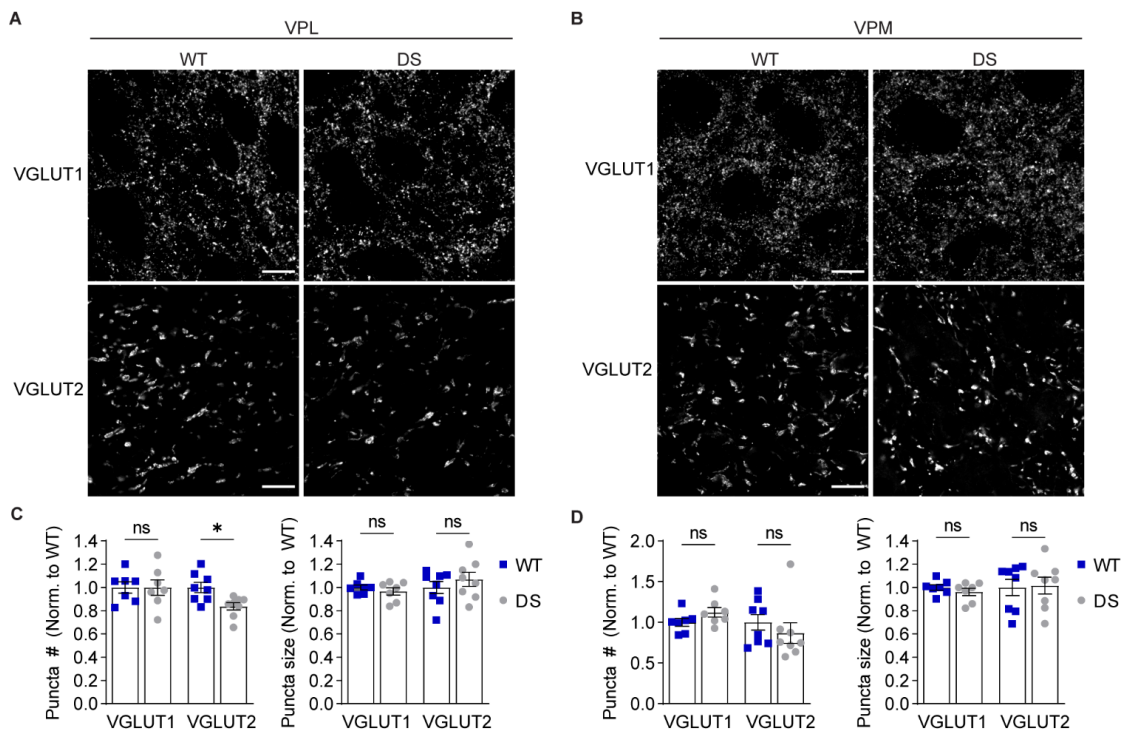 A
VPL
WT DS
VGLUT1
VGLUT2
B
VPM
WT DS
VGLUT1
VGLUT2
C
Puncta # (Norm. to WT)
1.4
1.2
1.0
0.8
0.6
0.4
0.2
0.0
ns *
VGLUT1 VGLUT2
Puncta size (Norm. to WT)
1.4
1.2
1.0
0.8
0.6
0.4
0.2
0.0
ns ns
VGLUT1 VGLUT2
WT
DS
D
Puncta # (Norm. to WT)
2.0
1.5
1.0
0.5
0.0
ns ns
VGLUT1 VGLUT2
Puncta size (Norm. to WT)
1.4
1.2
1.0
0.8
0.6
0.4
0.2
0.0
ns ns
VGLUT1 VGLUT2
WT
DS